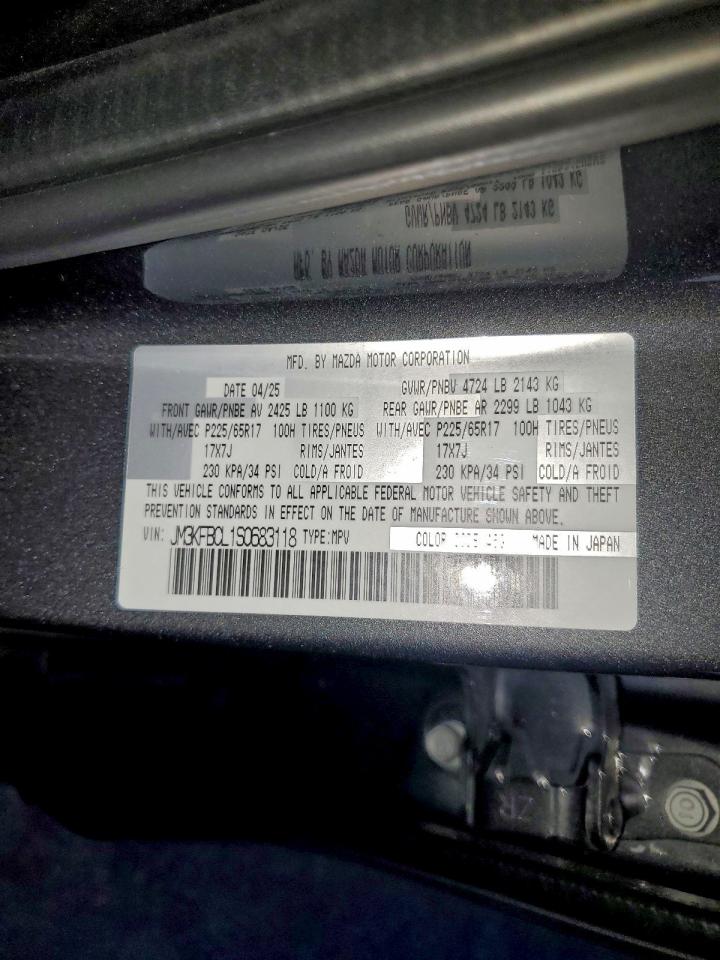 MFD. BY MAZDA MOTOR CORPORATION
DATE 04/25 GVWR/PNBV 4724 LB 2143 KG
FRONT GAWR/PNBE AV 2425 LB 1100 KG REAR GAWR/PNBE AR 2299 LB 1043 KG
WITH/AVEC P225/65R17 100H TIRES/PNEUS WITH/AVEC P225/65R17 100H TIRES/PNEUS
17X7J RIMS/JANTES 17X7J RIMS/JANTES
230 KPA/34 PSI COLD/A FROID 230 KPA/34 PSI COLD/A FROID
THIS VEHICLE CONFORMS TO ALL APPLICABLE FEDERAL MOTOR VEHICLE SAFETY AND THEFT
PREVENTION STANDARDS IN EFFECT ON THE DATE OF MANUFACTURE SHOWN ABOVE.
VIN: JM3KFBCL1S0683118 TYPE:MPV COLOR MADE IN JAPAN
ZR
10